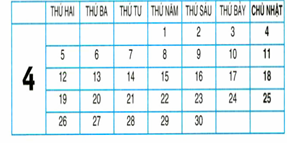 THỨ HAI THỨ BA THỨ TƯ THỨ NĂM THỨ SÁU THỨ BẢY CHỦ NHẬT
1 2 3 4
5 6 7 8 9 10 11
4
12 13 14 15 16 17 18
19 20 21 22 23 24 25
26 27 28 29 30